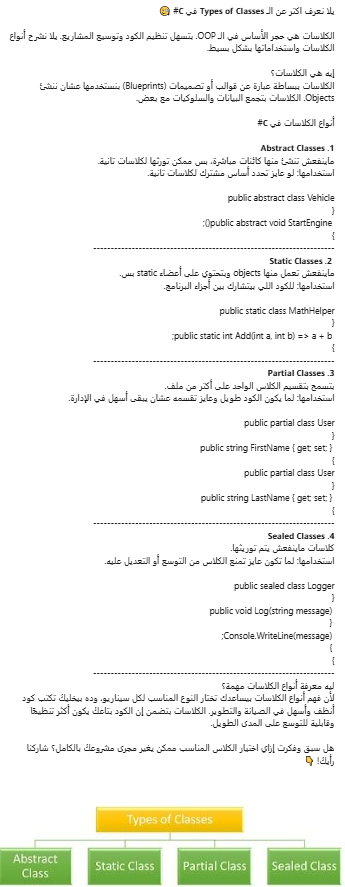 يلا نعرف اكتر عن الـ Types of Classes في C# 😊
الكلاسات هي حجر الأساس في الـ OOP. بتسهل تنظيم الكود وتوسيع المشاريع. يلا نشرح أنواع
الكلاسات واستخداماتها بشكل بسيط.
إيه هي الكلاسات؟
الكلاسات ببساطة عبارة عن قوالب أو تصميمات (Blueprints) بنستخدمها عشان ننشئ
Objects. الكلاسات بتجمع البيانات والسلوكيات مع بعض.
أنواع الكلاسات في C#
1. Abstract Classes
ماينفعش تنشئ منها كائنات مباشرة، بس ممكن تورثها لكلاسات تانية.
استخدامها: لو عايز تحدد أساس مشترك لكلاسات تانية.
public abstract class Vehicle
{
public abstract void StartEngine();
}
----------------------------------------------------------------------
2. Static Classes
ماينفعش تعمل منها objects وبتحتوي على أعضاء static بس.
استخدامها: للكود اللي بيتشارك بين أجزاء البرنامج.
public static class MathHelper
{
public static int Add(int a, int b) => a + b;
}
----------------------------------------------------------------------
3. Partial Classes
بتسمح بتقسيم الكلاس الواحد على أكتر من ملف.
استخدامها: لما يكون الكود طويل وعايز تقسمه عشان يبقى أسهل في الإدارة.
public partial class User
{
public string FirstName { get; set; }
}
public partial class User
{
public string LastName { get; set; }
}
----------------------------------------------------------------------
4. Sealed Classes
كلاسات ماينفعش يتم توريثها.
استخدامها: لما تكون عايز تمنع الكلاس من التوسع أو التعديل عليه.
public sealed class Logger
{
public void Log(string message)
{
Console.WriteLine(message);
}
}
----------------------------------------------------------------------
ليه معرفة أنواع الكلاسات مهمة؟
لأن فهم أنواع الكلاسات بيساعدك تختار النوع المناسب لكل سيناريو، وده بيخليك تكتب كود
أنظف وأسهل في الصيانة والتطوير. الكلاسات بتضمن إن الكود بتاعك يكون أكثر تنظيمًا
وقابلية للتوسع على المدى الطويل.
هل سبق وفكرت إزاي اختيار الكلاس المناسب ممكن يغير مجرى مشروعك بالكامل؟ شاركنا
رأيك! 👇
Types of Classes
Abstract Class
Static Class
Partial Class
Sealed Class